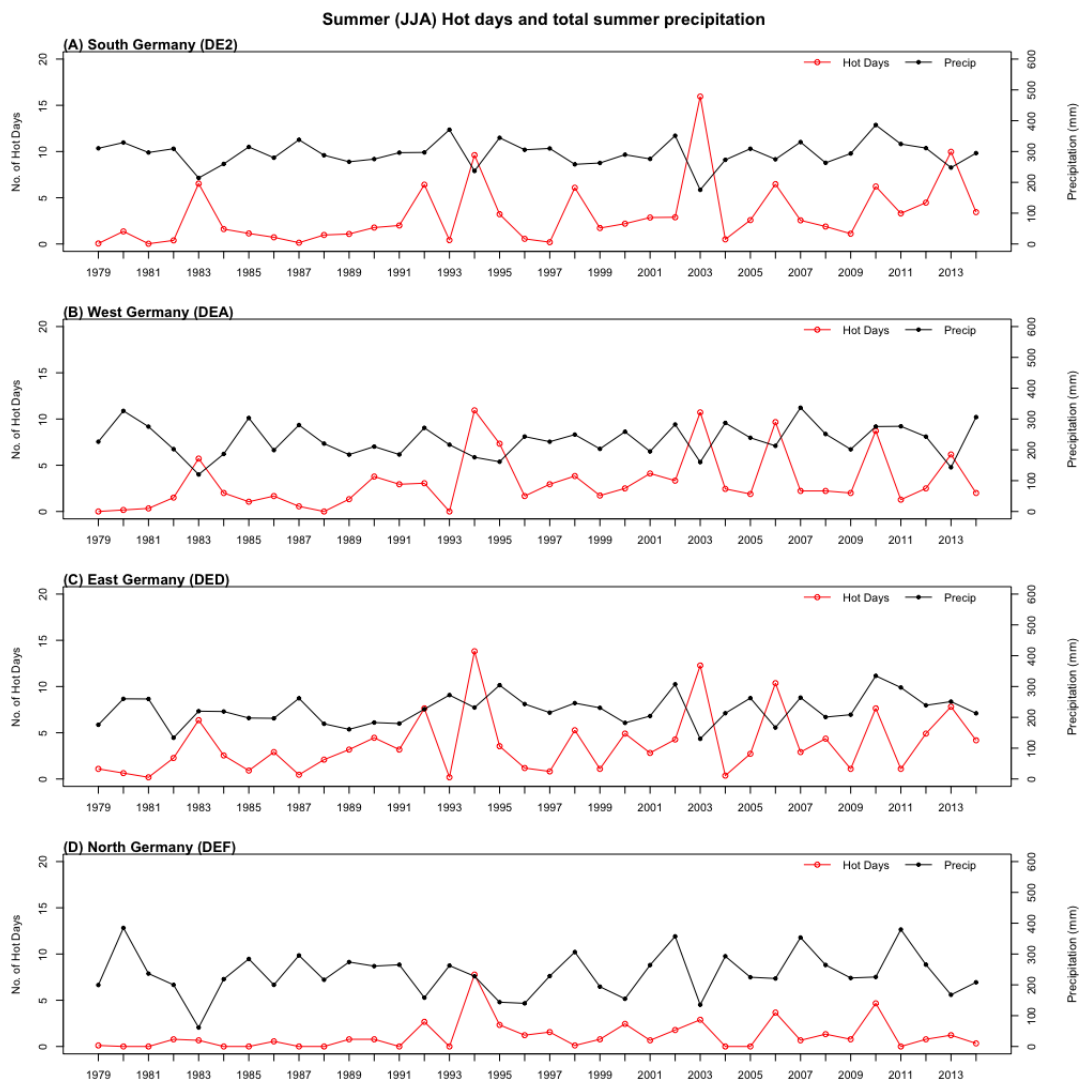 Summer (JJA) Hot days and total summer precipitation
(A) South Germany (DE2)
Hot Days Precip
No. of Hot Days
0 5 10 15 20
Precipitation (mm)
0 100 200 300 400 500 600
1979 1981 1983 1985 1987 1989 1991 1993 1995 1997 1999 2001 2003 2005 2007 2009 2011 2013
(B) West Germany (DEA)
Hot Days Precip
No. of Hot Days
0 5 10 15 20
Precipitation (mm)
0 100 200 300 400 500 600
1979 1981 1983 1985 1987 1989 1991 1993 1995 1997 1999 2001 2003 2005 2007 2009 2011 2013
(C) East Germany (DED)
Hot Days Precip
No. of Hot Days
0 5 10 15 20
Precipitation (mm)
0 100 200 300 400 500 600
1979 1981 1983 1985 1987 1989 1991 1993 1995 1997 1999 2001 2003 2005 2007 2009 2011 2013
(D) North Germany (DEF)
Hot Days Precip
No. of Hot Days
0 5 10 15 20
Precipitation (mm)
0 100 200 300 400 500 600
1979 1981 1983 1985 1987 1989 1991 1993 1995 1997 1999 2001 2003 2005 2007 2009 2011 2013